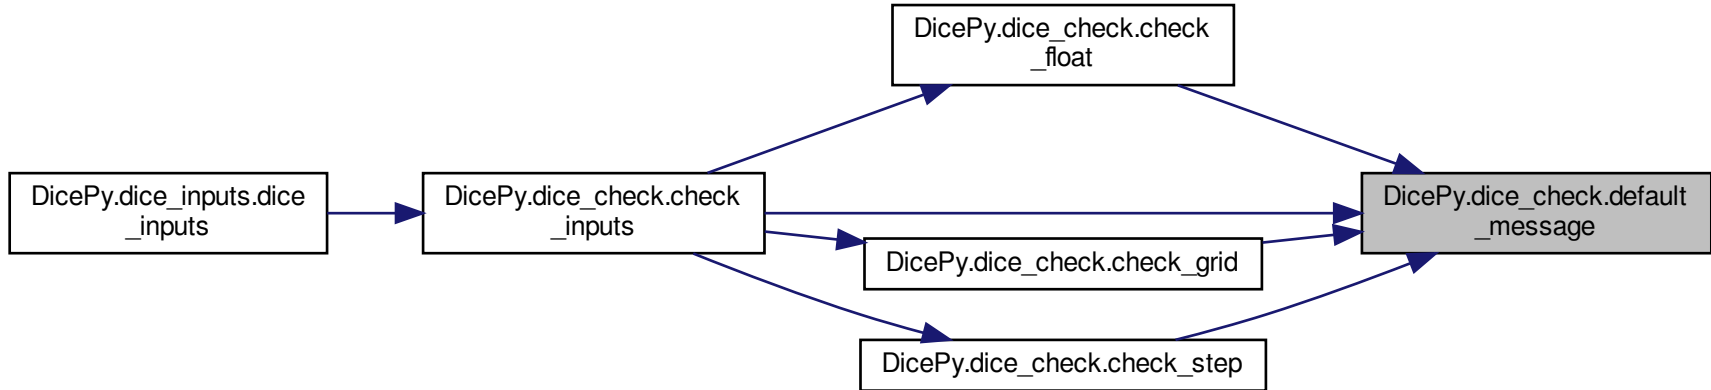 DicePy.dice_check.check
_float
DicePy.dice_inputs.dice
_inputs
DicePy.dice_check.check
_inputs
DicePy.dice_check.default
_message
DicePy.dice_check.check_grid
DicePy.dice_check.check_step